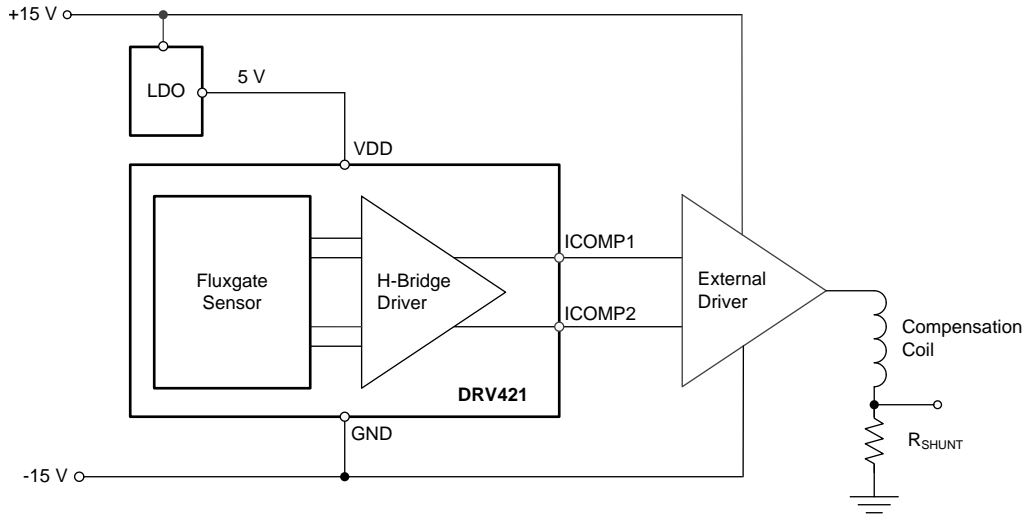 +15 V
LDO
5 V
VDD
Fluxgate
Sensor
H-Bridge
Driver
ICOMP1
ICOMP2
External
Driver
Compensation
Coil
DRV421
GND
RSHUNT
-15 V